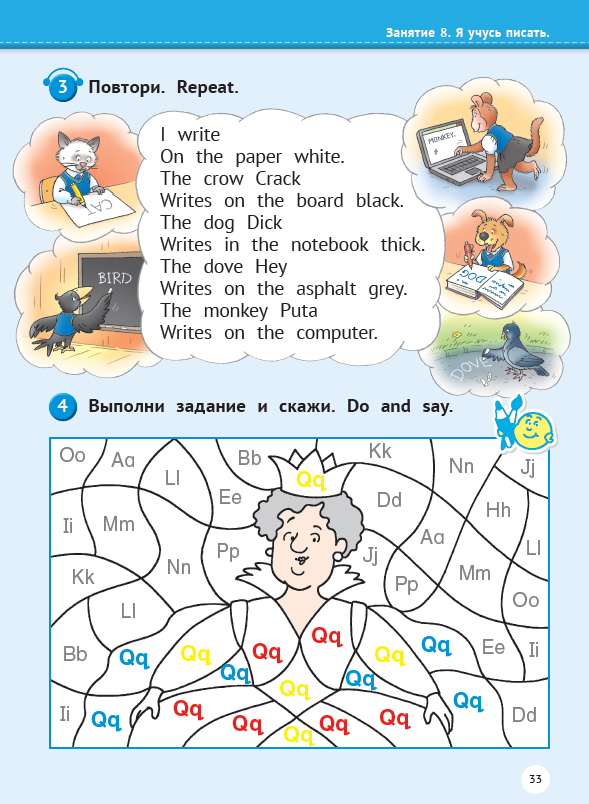 Занятие 8. Я учусь писать.
3 Повтори. Repeat.
I write
On the paper white.
The crow Crack
Writes on the board black.
The dog Dick
Writes in the notebook thick.
The dove Hey
Writes on the asphalt grey.
The monkey Puta
Writes on the computer.
CAT
MONKEY.
BIRD
DOG
DOVE
4 Выполни задание и скажи. Do and say.
Oo Aa Ll Bb Qq Kk Nn Jj
Ee Dd Hh
Ii Mm Aa Ll
Nn Pp Jj Mm
Kk Pp Oo
Ll
Bb Qq Qq Qq Qq Qq Qq Ee Ii
Qq Qq Qq
Ii Qq Qq Qq Qq Qq Qq Dd
Qq
33